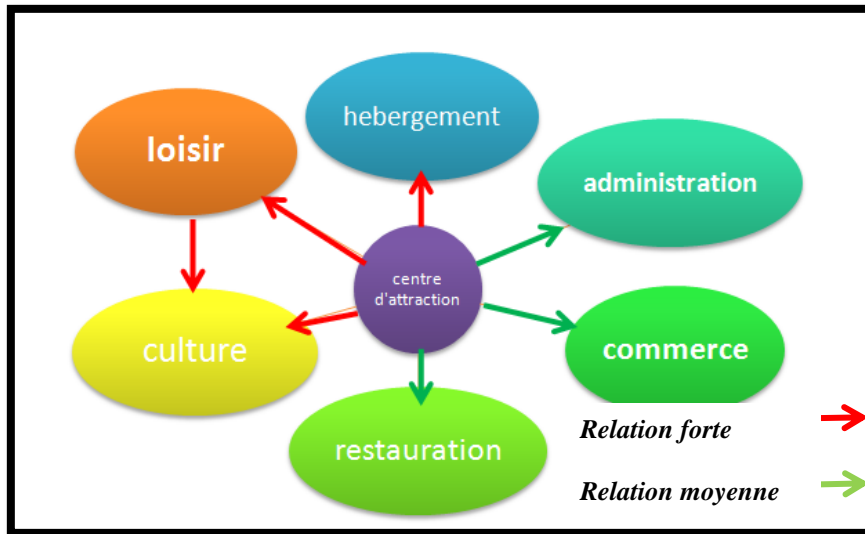 hebergement
loisir
administration
centre
d'attraction
culture
commerce
restauration
Relation forte
Relation moyenne